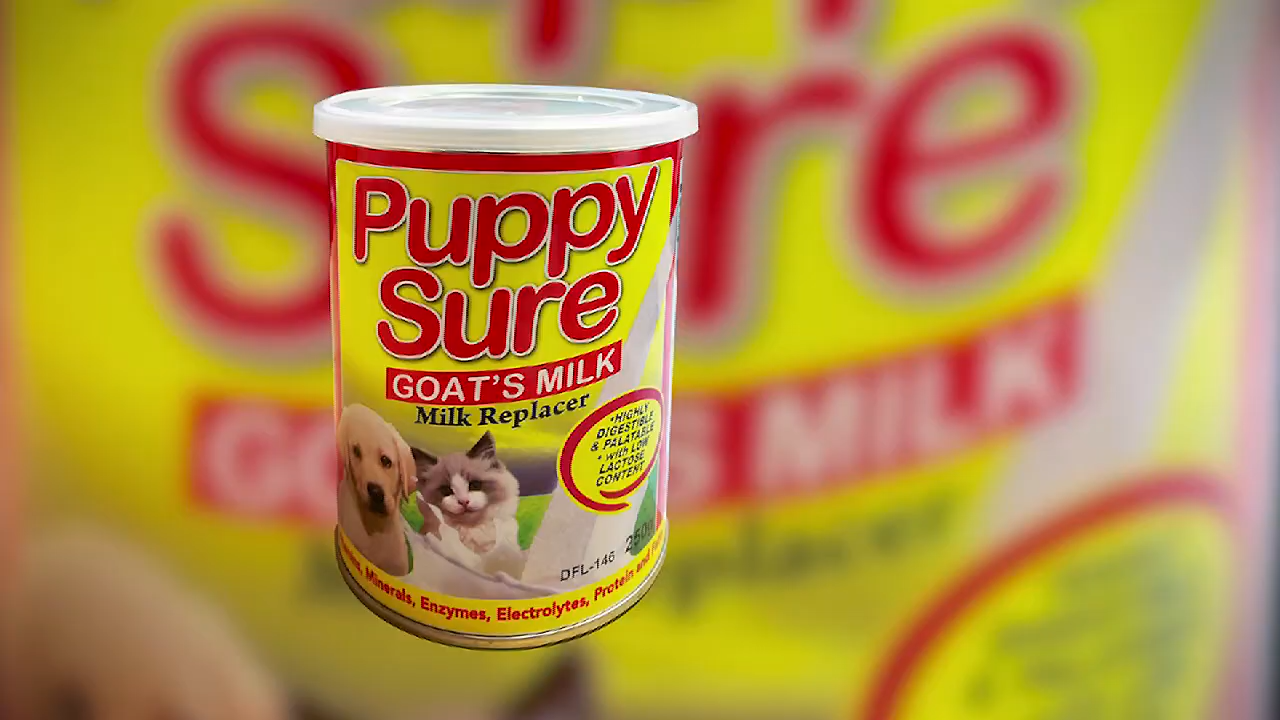 Puppy
Sure
GOAT'S MILK
Milk Replacer
*HIGHLY
DIGESTIBLE
& PALATABLE
* with LOW
LACTOSE
CONTENT
DFL-146 250g
Minerals, Enzymes, Electrolytes, Protein and